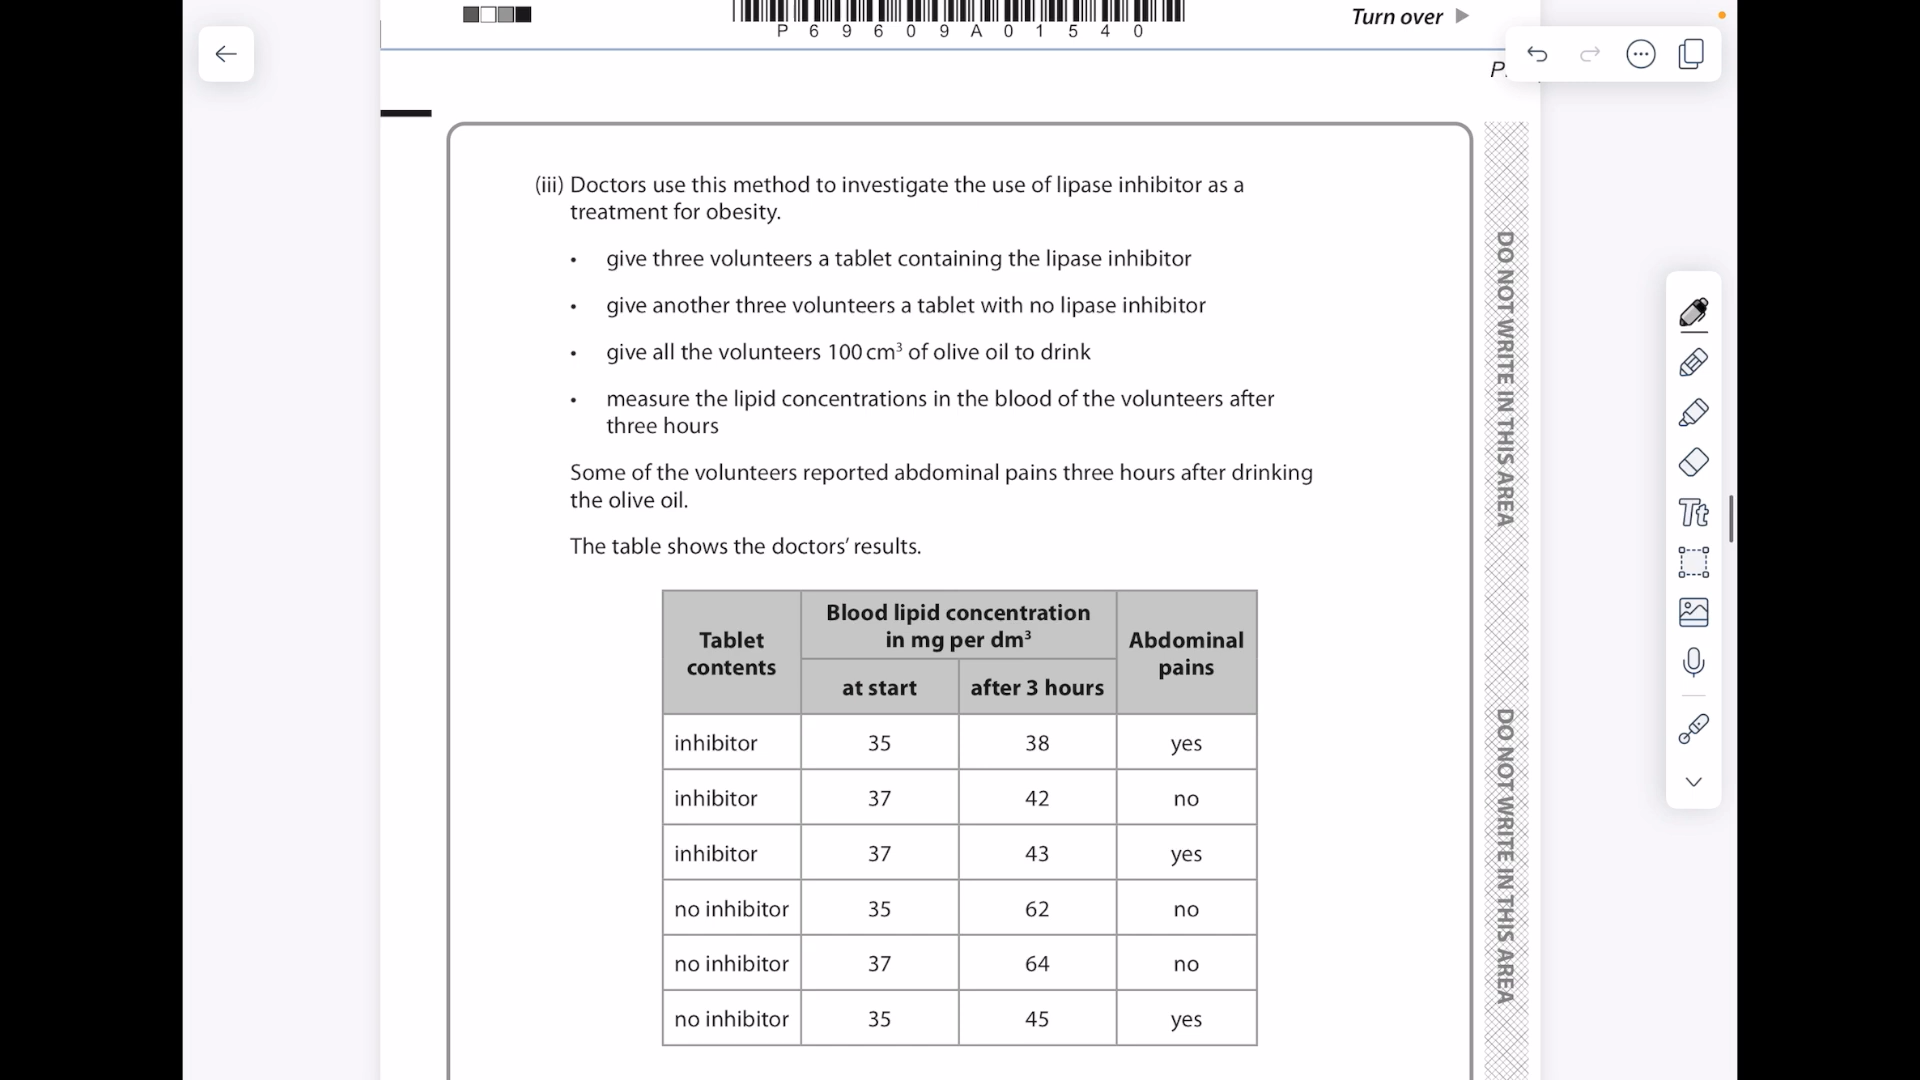 P 6 9 6 0 9 A 0 1 5 4 0
Turn over
(iii) Doctors use this method to investigate the use of lipase inhibitor as a
treatment for obesity.
• give three volunteers a tablet containing the lipase inhibitor
• give another three volunteers a tablet with no lipase inhibitor
• give all the volunteers 100 cm³ of olive oil to drink
• measure the lipid concentrations in the blood of the volunteers after
three hours
Some of the volunteers reported abdominal pains three hours after drinking
the olive oil.
The table shows the doctors’ results.
Tablet contents
Blood lipid concentration
in mg per dm³
Abdominal pains
at start after 3 hours
inhibitor 35 38 yes
inhibitor 37 42 no
inhibitor 37 43 yes
no inhibitor 35 62 no
no inhibitor 37 64 no
no inhibitor 35 45 yes
DO NOT WRITE IN THIS AREA
DO NOT WRITE IN THIS AREA
Tt